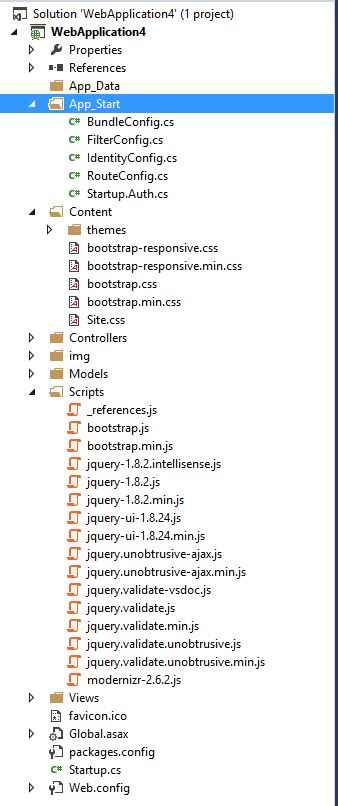 Solution 'WebApplication4' (1 project)
WebApplication4
Properties
References
App_Data
App_Start
BundleConfig.cs
FilterConfig.cs
IdentityConfig.cs
RouteConfig.cs
Startup.Auth.cs
Content
themes
bootstrap-responsive.css
bootstrap-responsive.min.css
bootstrap.css
bootstrap.min.css
Site.css
Controllers
img
Models
Scripts
_references.js
bootstrap.js
bootstrap.min.js
jquery-1.8.2.intellisense.js
jquery-1.8.2.js
jquery-1.8.2.min.js
jquery-ui-1.8.24.js
jquery-ui-1.8.24.min.js
jquery.unobtrusive-ajax.js
jquery.unobtrusive-ajax.min.js
jquery.validate-vsdoc.js
jquery.validate.js
jquery.validate.min.js
jquery.validate.unobtrusive.js
jquery.validate.unobtrusive.min.js
modernizr-2.6.2.js
Views
favicon.ico
Global.asax
packages.config
Startup.cs
Web.config